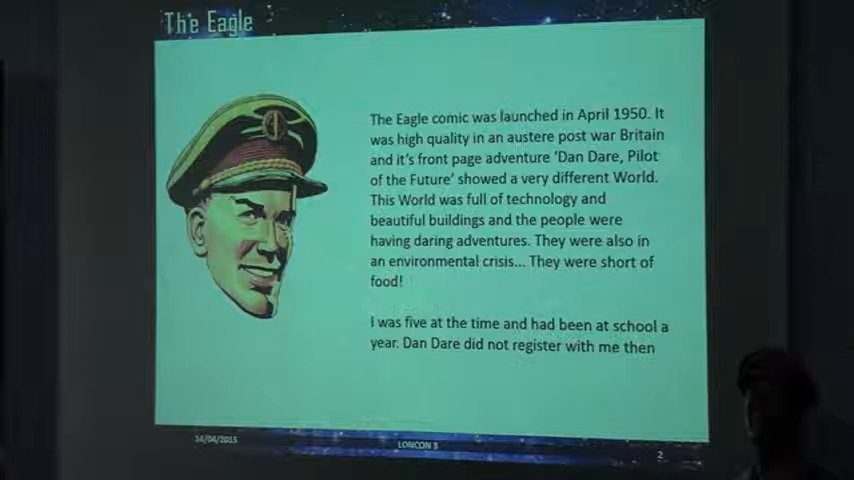 The Eagle
The Eagle comic was launched in April 1950. It
was high quality in an austere post war Britain
and it's front page adventure 'Dan Dare, Pilot
of the Future' showed a very different World.
This World was full of technology and
beautiful buildings and the people were
having daring adventures. They were also in
an environmental crisis... They were short of
food!
I was five at the time and had been at school a
year. Dan Dare did not register with me then
14/04/2015
LONCON 3
2